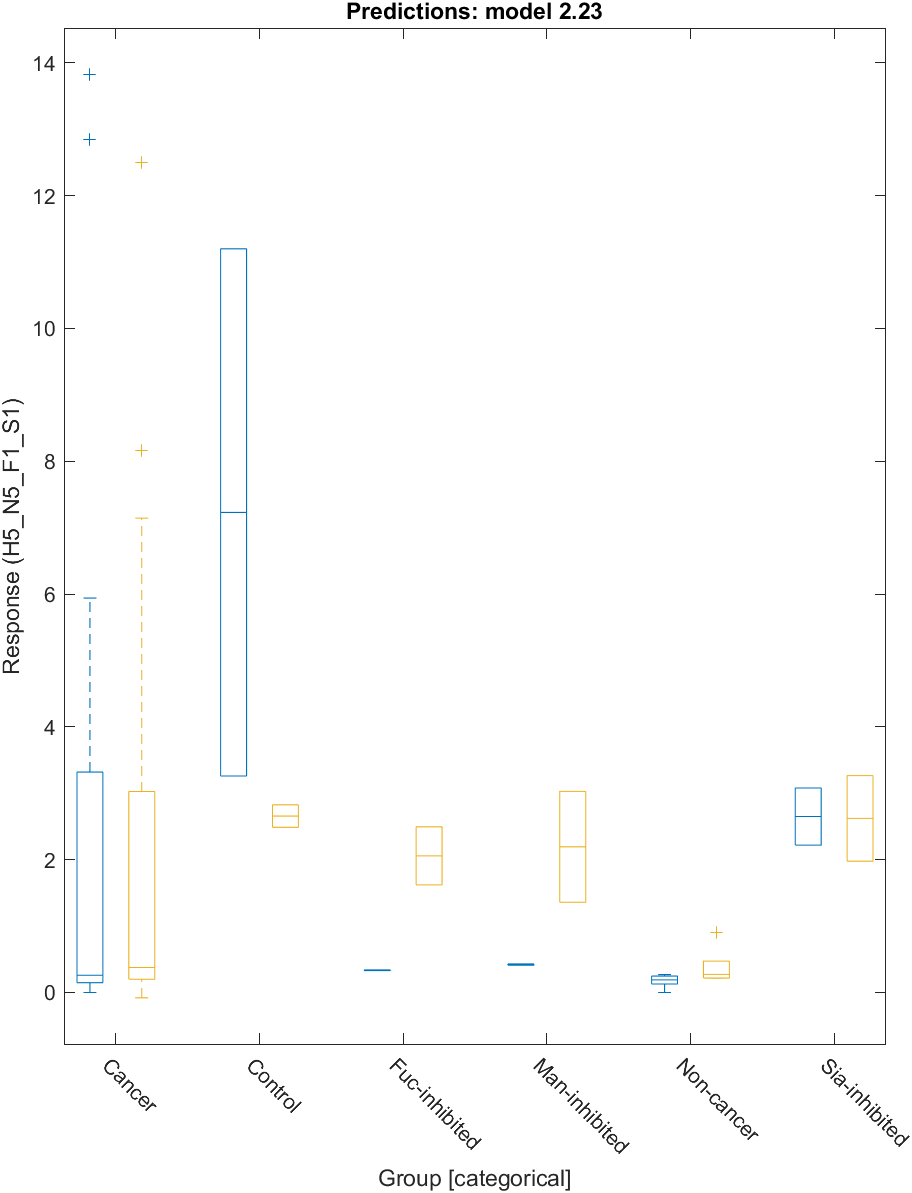 Predictions: model 2.23
14
12
10
8
6
4
2
0
Response (H5_N5_F1_S1)
Cancer
Control
Fuc-inhibited
Man-inhibited
Non-cancer
Sia-inhibited
Group [categorical]